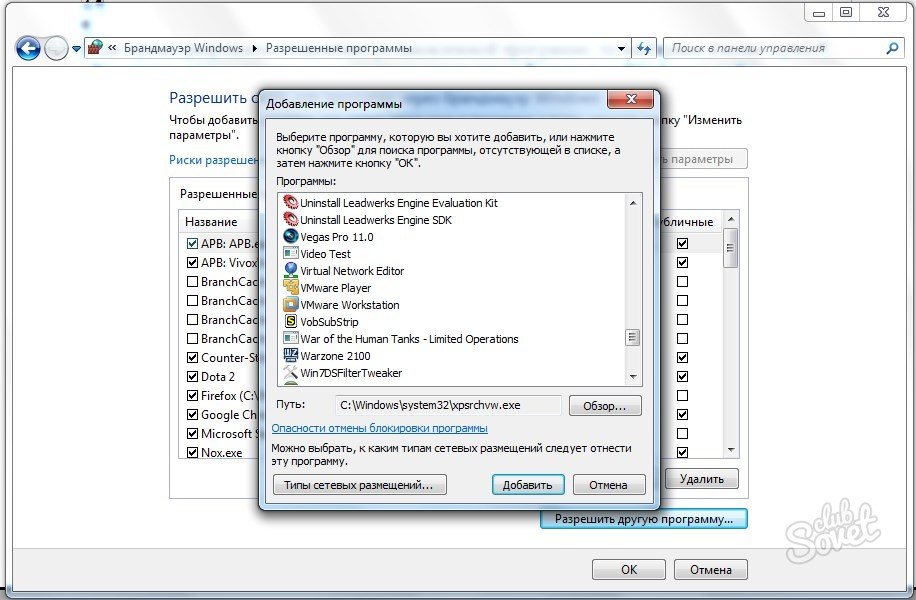 Брандмауэр Windows
Разрешенные программы
Поиск в панели управления
Разрешить
Чтобы добави
пку "Изменить
параметры".
Риски разрешен
параметры
Разрешенные
Название
бличные
APB: APB.e
APB: Vivox
BranchCac
BranchCac
BranchCac
BranchCac
Counter-St
Dota 2
Firefox (C:\
Google Ch
Microsoft S
Nox.exe
Добавление программы
Выберите программу, которую вы хотите добавить, или нажмите
кнопку "Обзор" для поиска программы, отсутствующей в списке, а
затем нажмите кнопку "ОК".
Программы:
Uninstall Leadwerks Engine Evaluation Kit
Uninstall Leadwerks Engine SDK
Vegas Pro 11.0
Video Test
Virtual Network Editor
VMware Player
VMware Workstation
VobSubStrip
War of the Human Tanks - Limited Operations
Warzone 2100
Win7DSFilterTweaker
Путь:
C:\Windows\system32\xpsrchvw.exe
Обзор...
Опасности отмены блокировки программы
Можно выбрать, к каким типам сетевых размещений следует отнести
эту программу.
Типы сетевых размещений...
Добавить
Отмена
Удалить
Разрешить другую программу...
ОК
Отмена
club
Sovet